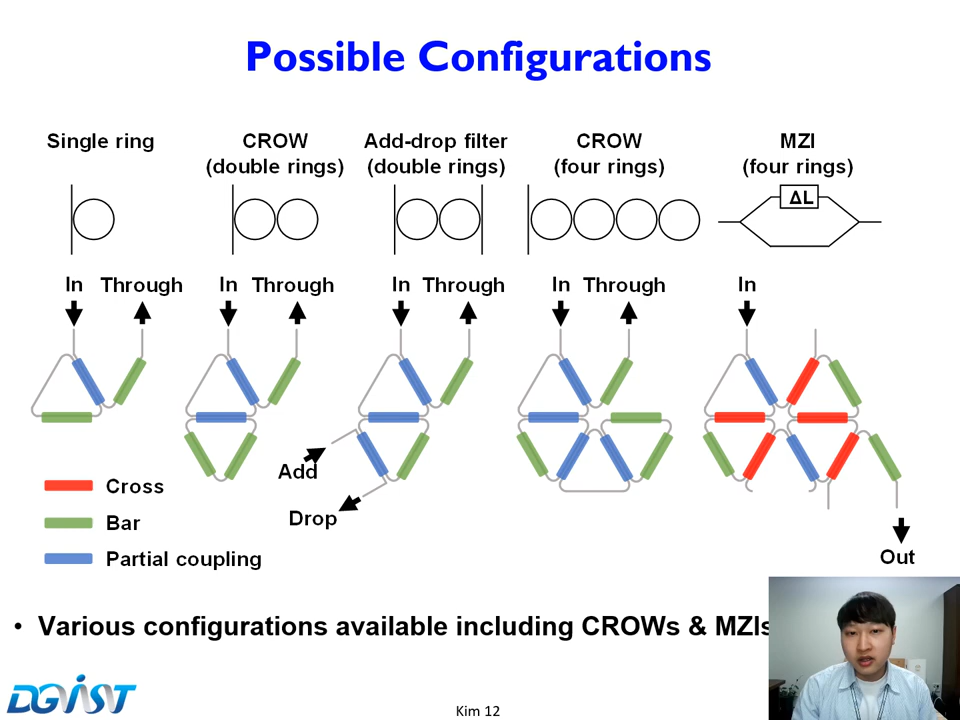 Possible Configurations
Single ring
CROW
(double rings)
Add-drop filter
(double rings)
CROW
(four rings)
MZI
(four rings)
ΔL
In Through
In Through
In Through
In Through
In
Add
Drop
Out
Cross
Bar
Partial coupling
• Various configurations available including CROWs & MZIs
DGIST
Kim 12